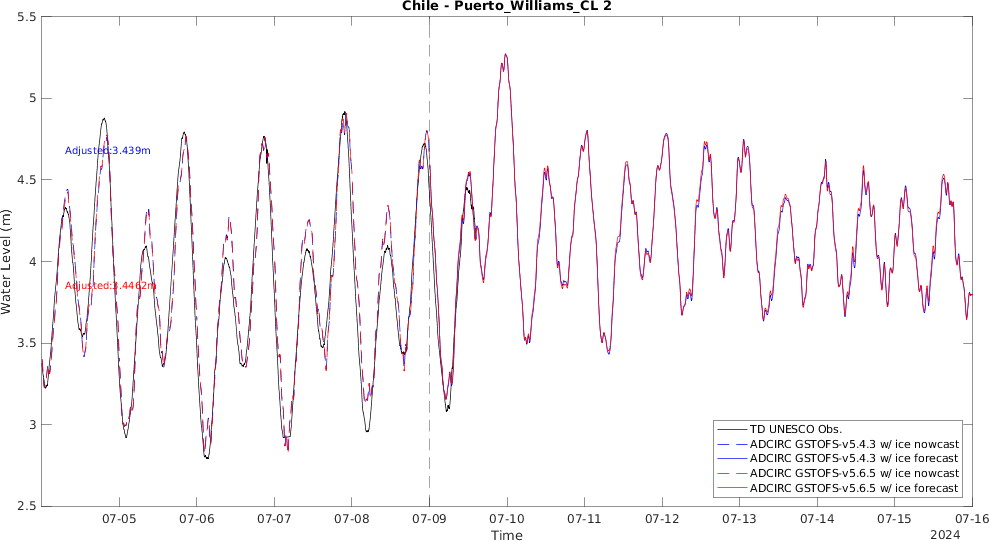 Chile - Puerto_Williams_CL 2
5.5
5
4.5
4
3.5
3
2.5
Water Level (m)
Adjusted:3.439m
Adjusted:3.4462m
TD UNESCO Obs.
ADCIRC GSTOFS-v5.4.3 w/ ice nowcast
ADCIRC GSTOFS-v5.4.3 w/ ice forecast
ADCIRC GSTOFS-v5.6.5 w/ ice nowcast
ADCIRC GSTOFS-v5.6.5 w/ ice forecast
07-05 07-06 07-07 07-08 07-09 07-10 07-11 07-12 07-13 07-14 07-15 07-16
Time
2024